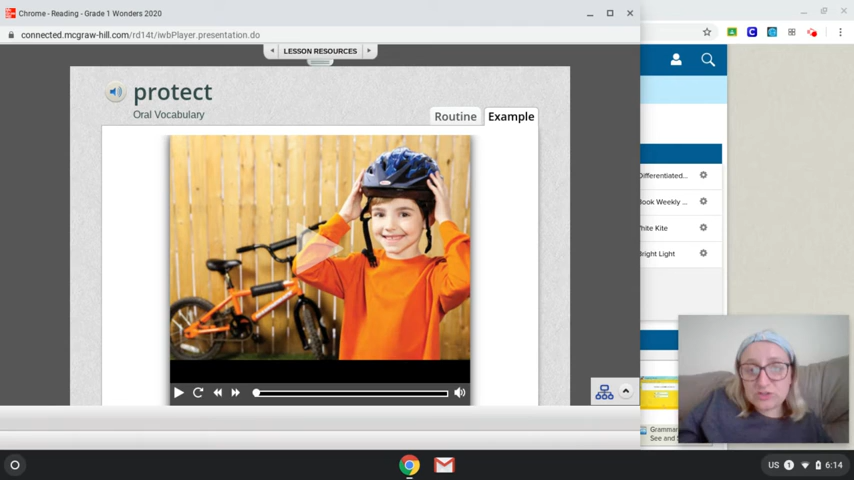 Chrome - Reading - Grade 1 Wonders 2020
connected.mcgraw-hill.com/rd14t/iwbPlayer.presentation.do
LESSON RESOURCES
protect
Oral Vocabulary
Routine
Example
Differentiated...
Book Weekly ...
White Kite
Bright Light
Grammar
See and S
US 1 6:14